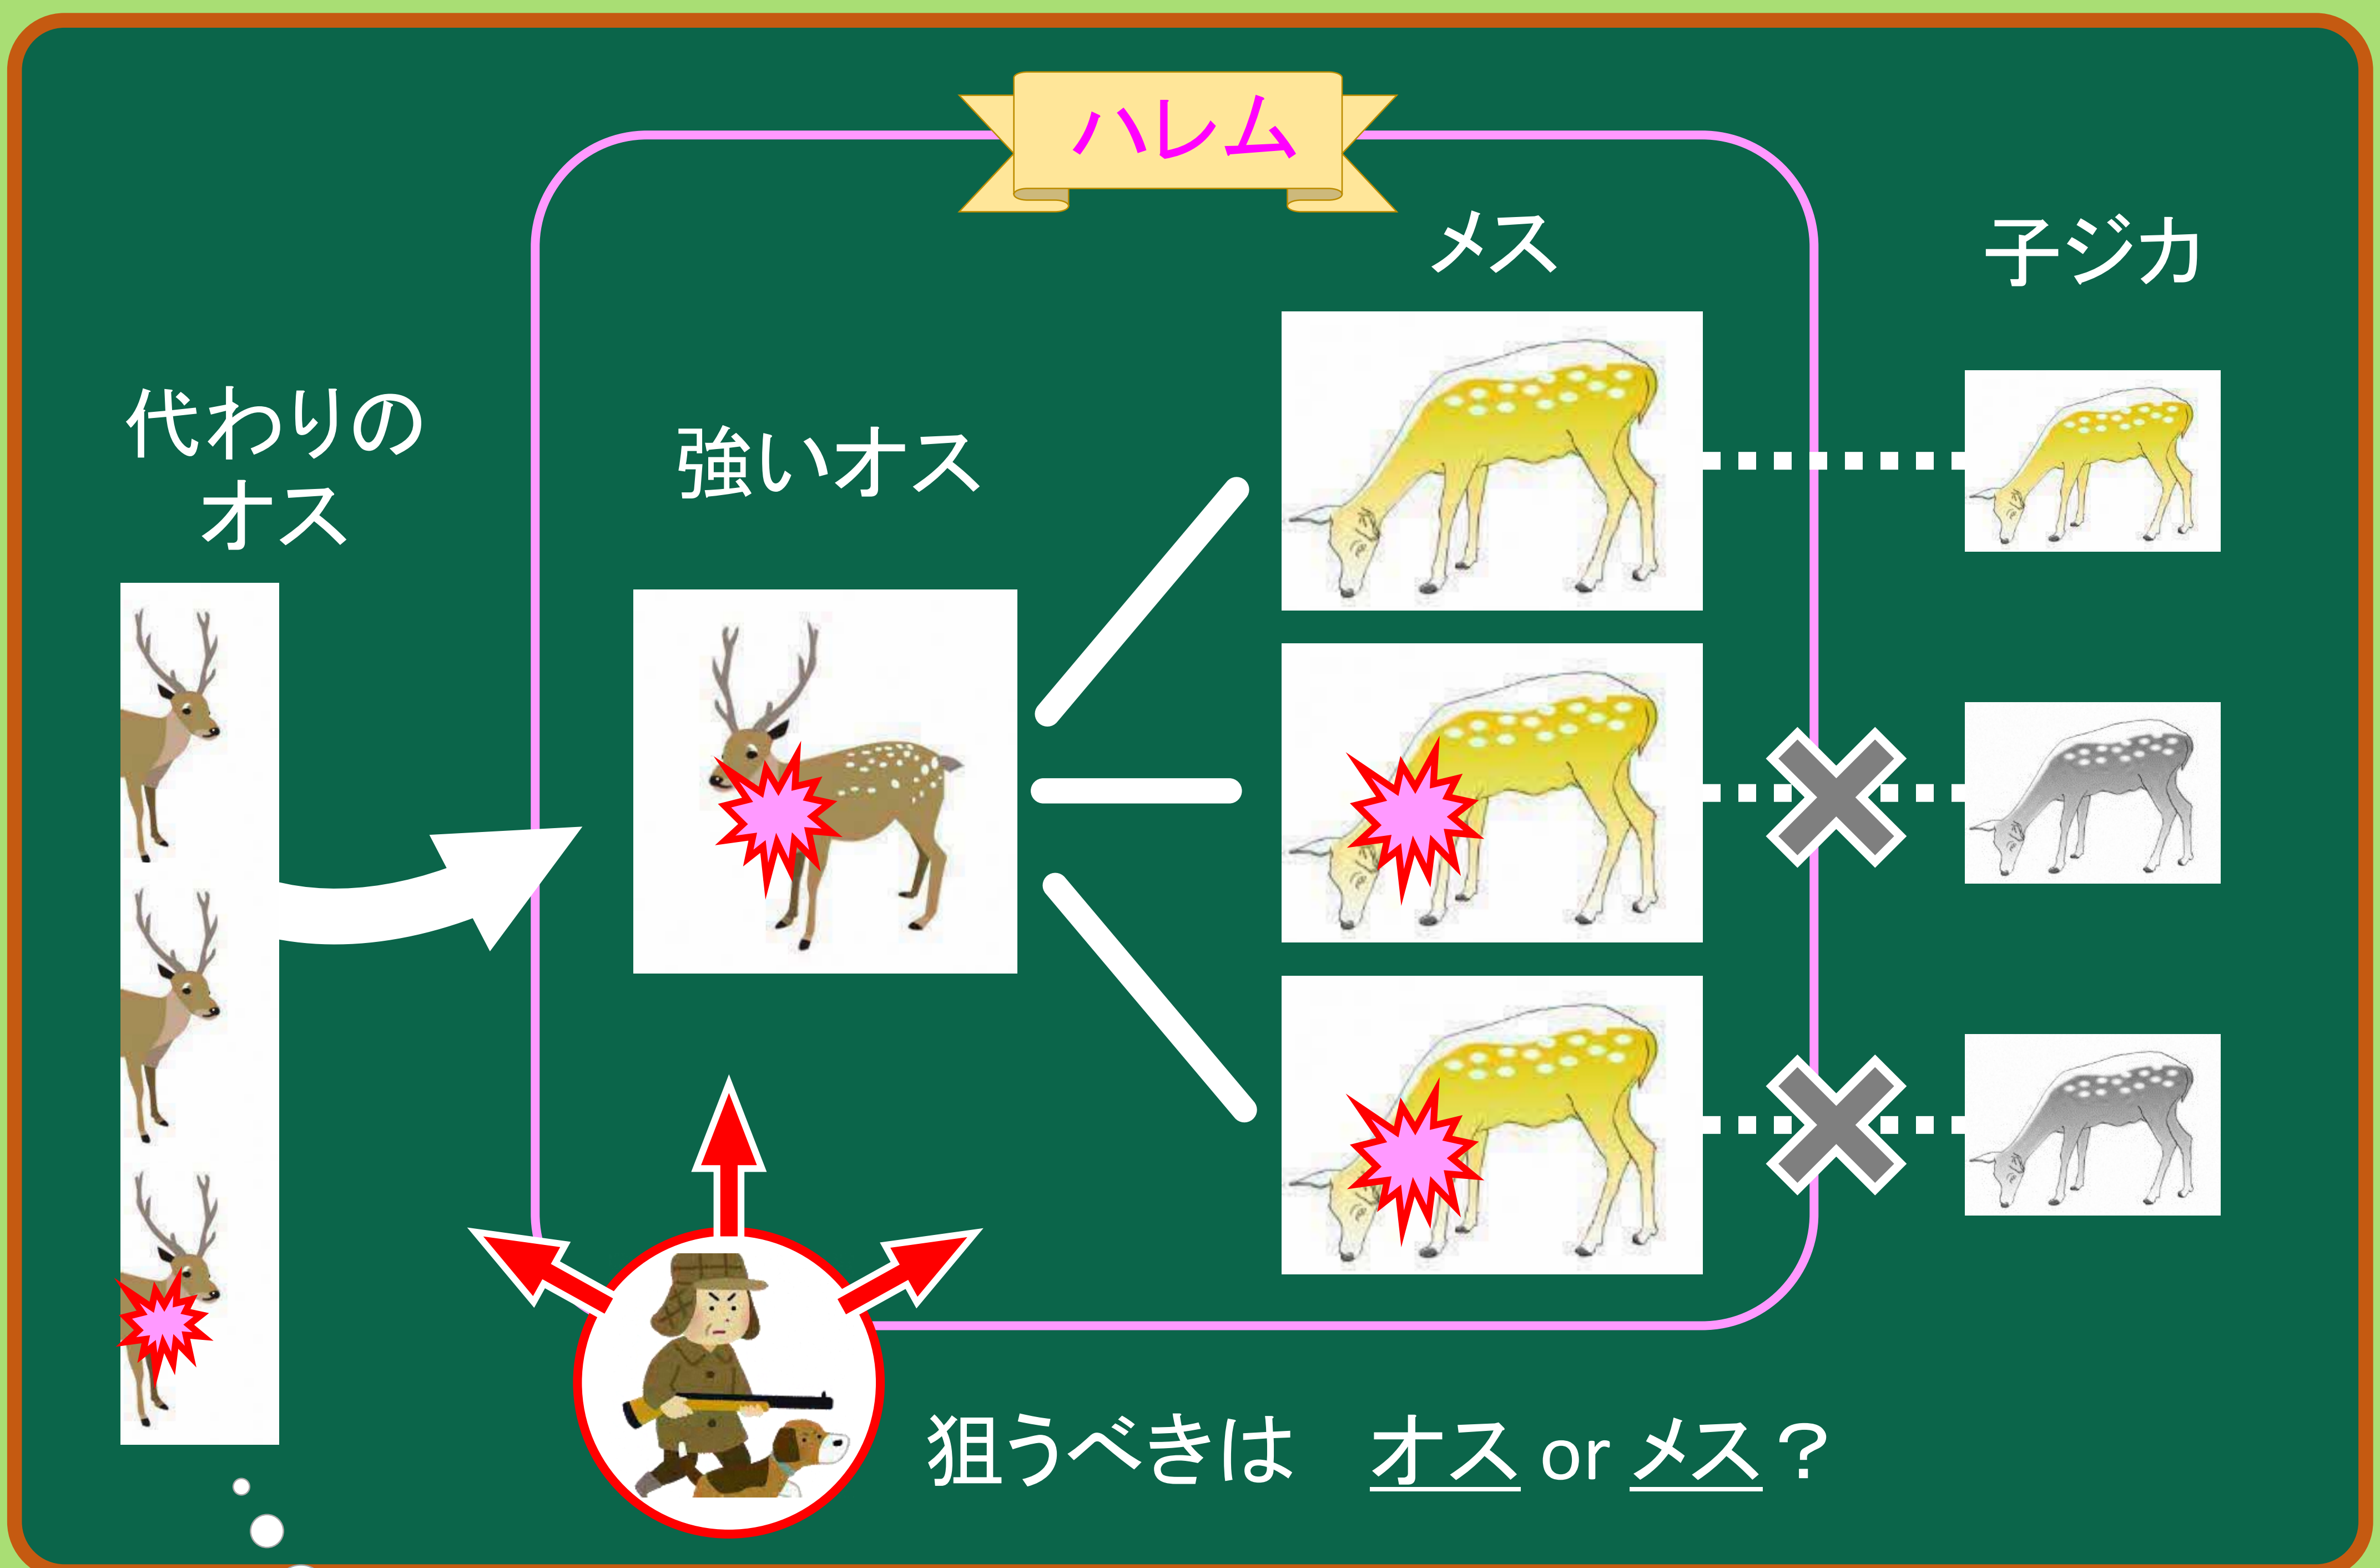 ハレム
メス
子ジカ
代わりの
オス
強いオス
狙うべきは　オス or メス？